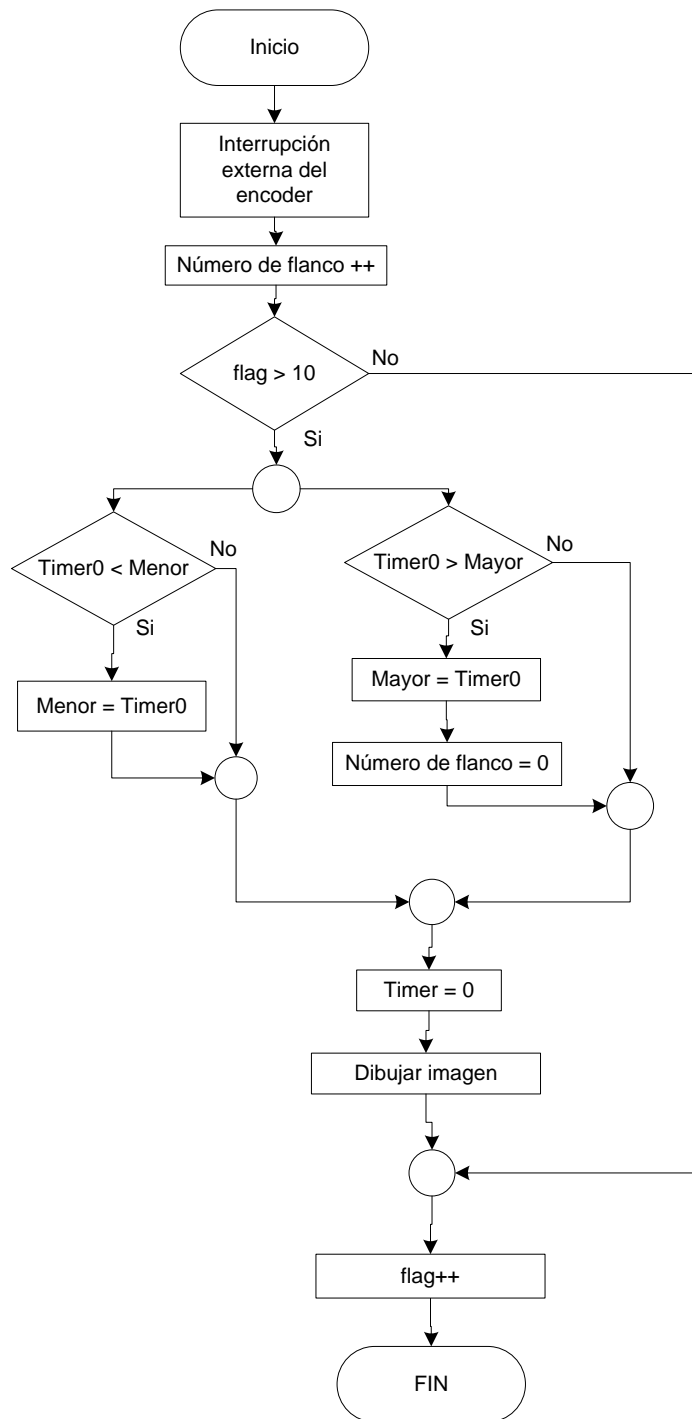 Inicio
Interrupción
externa del
encoder
Número de flanco ++
flag > 10
No
Si
Timer0 < Menor
No
Si
Menor = Timer0
Timer0 > Mayor
No
Si
Mayor = Timer0
Número de flanco = 0
Timer = 0
Dibujar imagen
flag++
FIN